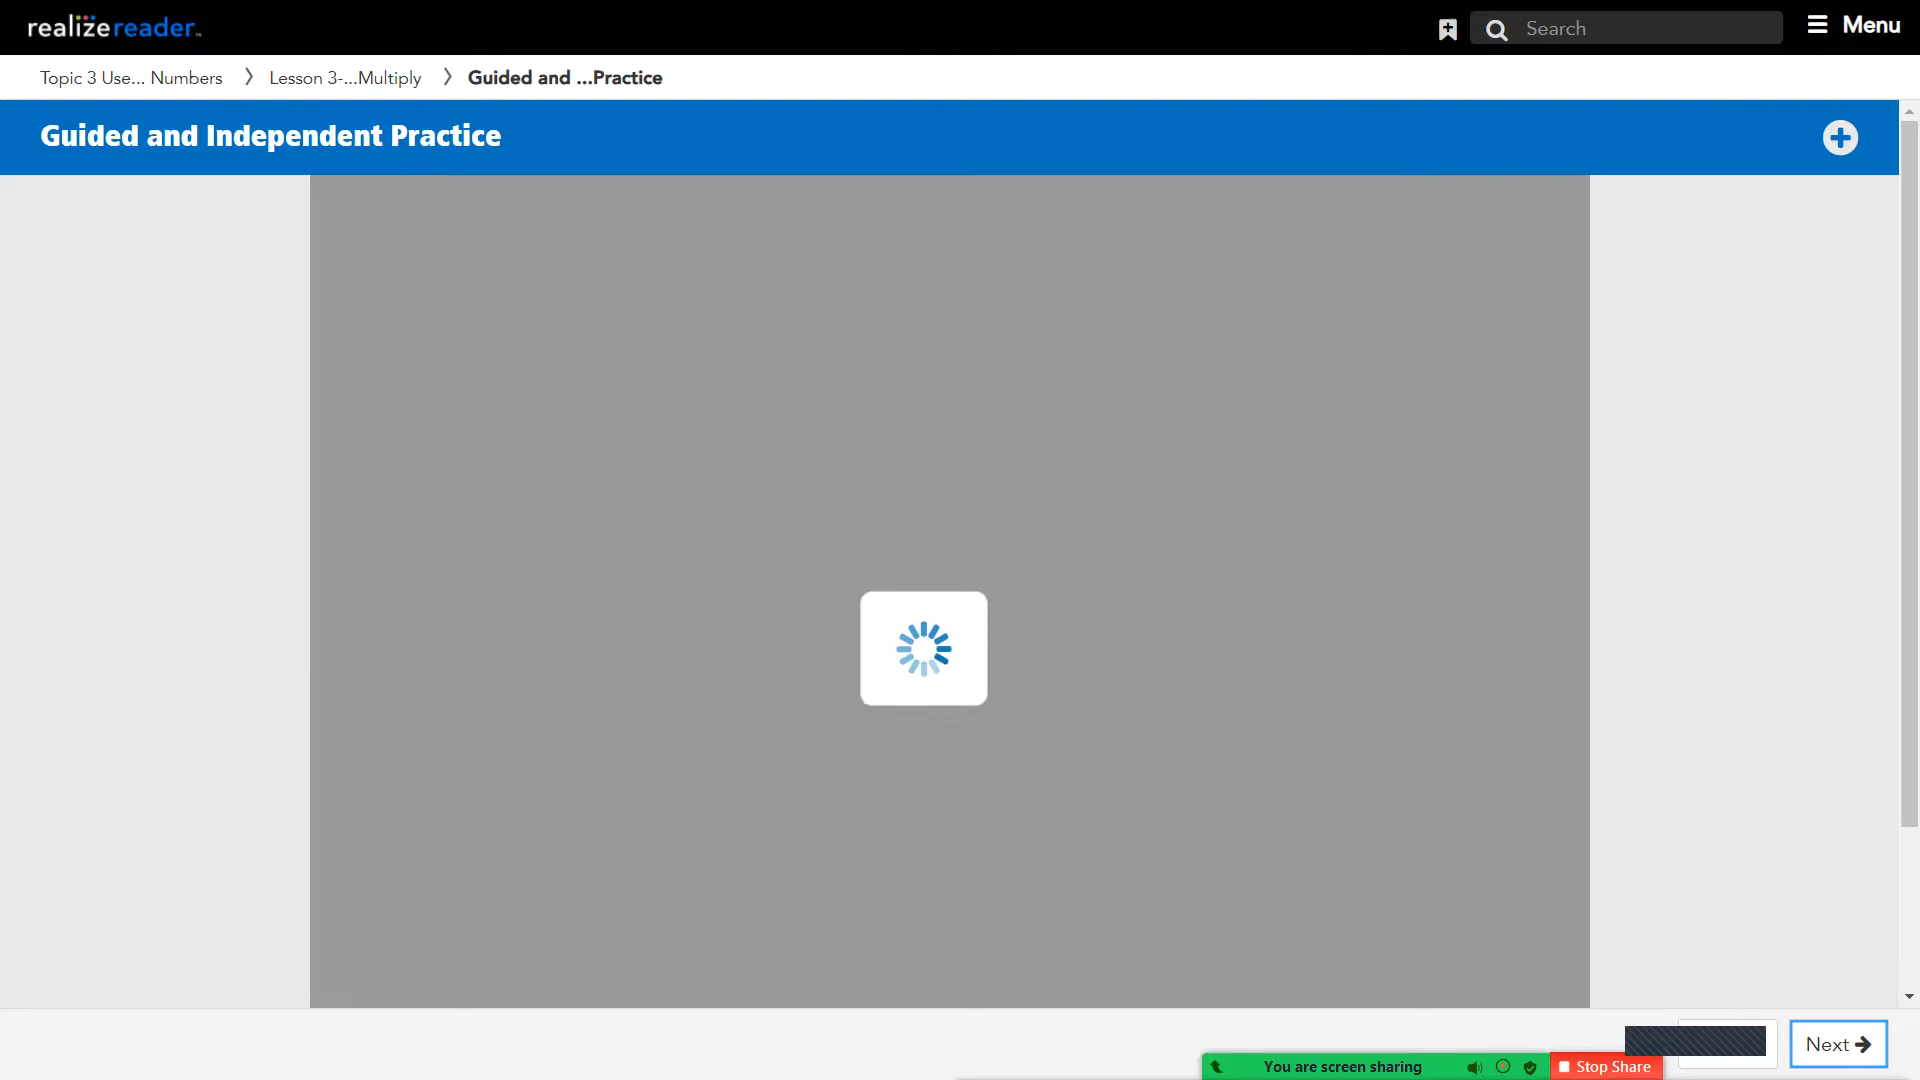 realizereader
Search
Menu
Topic 3 Use... Numbers
Lesson 3-...Multiply
Guided and ...Practice
Guided and Independent Practice
Next
You are screen sharing
Stop Share